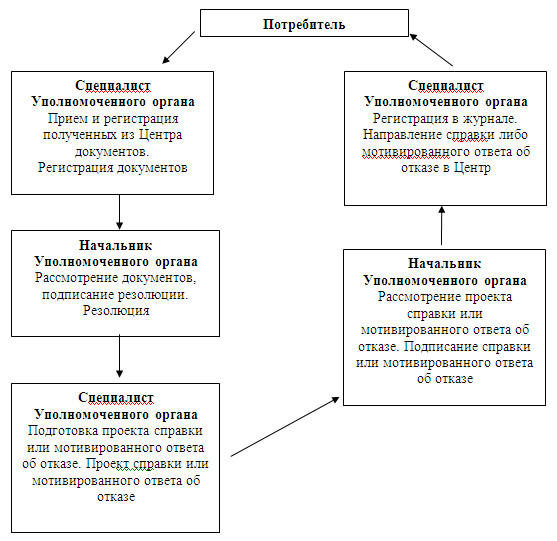 Потребитель
Специалист
Уполномоченного органа
Прием и регистрация
полученных из Центра
документов.
Регистрация документов
Начальник
Уполномоченного органа
Рассмотрение документов,
подписание резолюции.
Резолюция
Специалист
Уполномоченного органа
Подготовка проекта справки
или мотивированного ответа
об отказе. Проект справки или
мотивированного ответа об
отказе
Начальник
Уполномоченного органа
Рассмотрение проекта
справки или
мотивированного ответа об
отказе. Подписание справки
или мотивированного ответа
об отказе
Специалист
Уполномоченного органа
Регистрация в журнале.
Направление справки либо
мотивированного ответа об
отказе в Центр